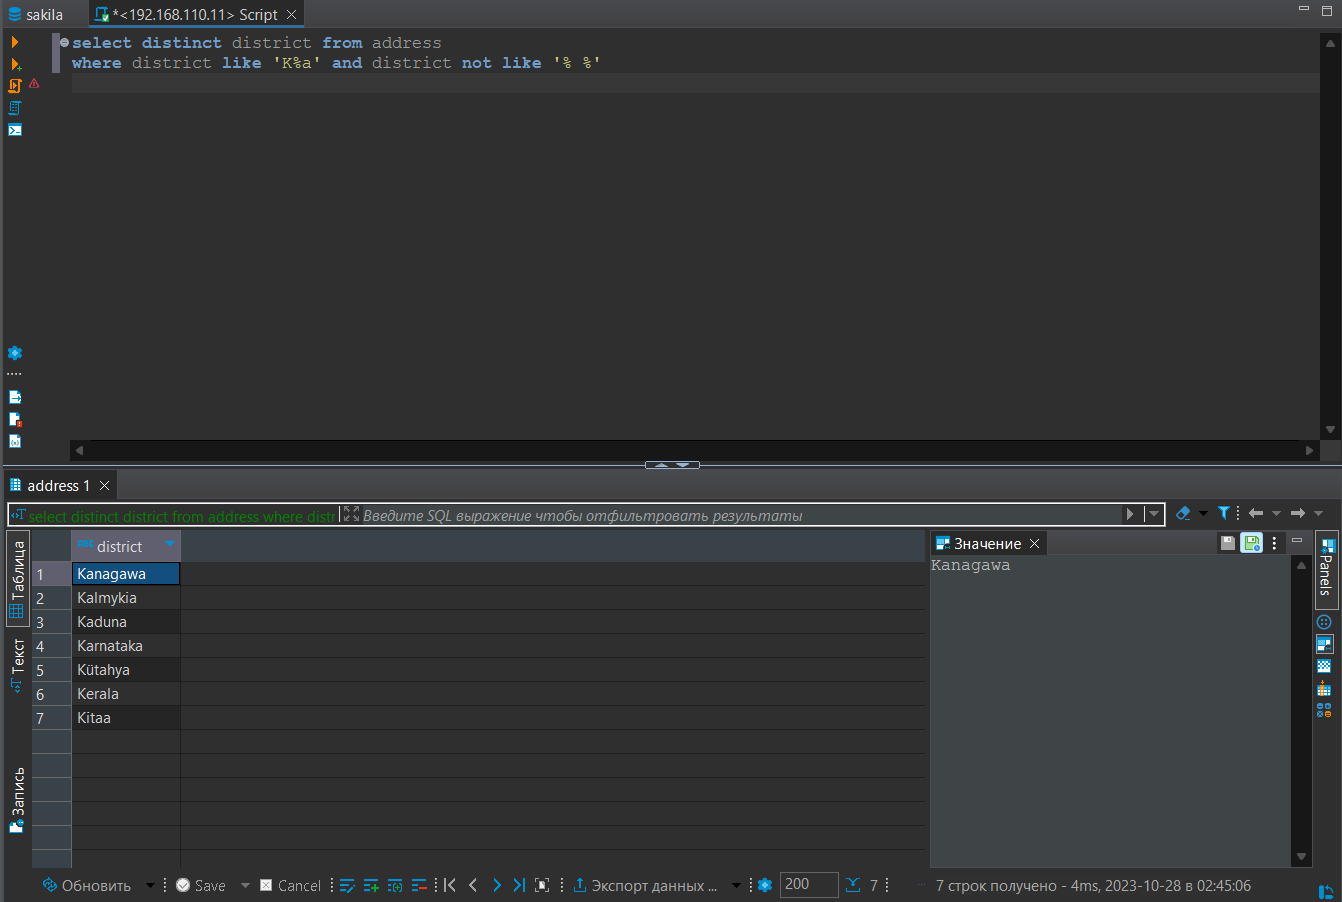 sakila
*<192.168.110.11> Script
select distinct district from address
where district like 'K%a' and district not like '% %'
address 1
select distinct district from address where distr
Введите SQL выражение чтобы отфильтровать результаты
Таблица
Текст
Запись
district
1 Kanagawa
2 Kalmykia
3 Kaduna
4 Karnataka
5 Kütahya
6 Kerala
7 Kitaa
Значение
Kanagawa
Panels
Обновить
Save
Cancel
Экспорт данных ...
200
7
7 строк получено - 4ms, 2023-10-28 в 02:45:06